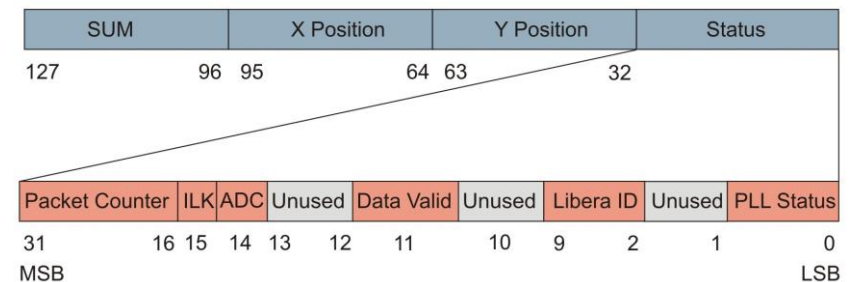 SUM X Position Y Position Status
127 96 95 64 63 32
Packet Counter ILK ADC Unused Data Valid Unused Libera ID Unused PLL Status
31 16 15 14 13 12 11 10 9 2 1 0
MSB LSB